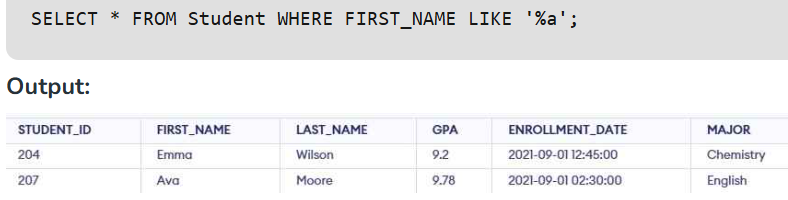 SELECT * FROM Student WHERE FIRST_NAME LIKE '%a';
Output:
STUDENT_ID FIRST_NAME LAST_NAME GPA ENROLLMENT_DATE MAJOR
204 Emma Wilson 9.2 2021-09-01 12:45:00 Chemistry
207 Ava Moore 9.78 2021-09-01 02:30:00 English